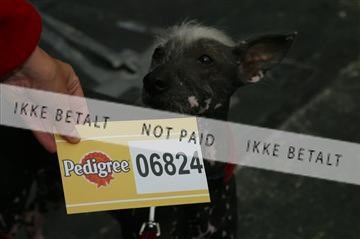 IKKE BETALT NOT PAID IKKE BETALT
Pedigree 06824